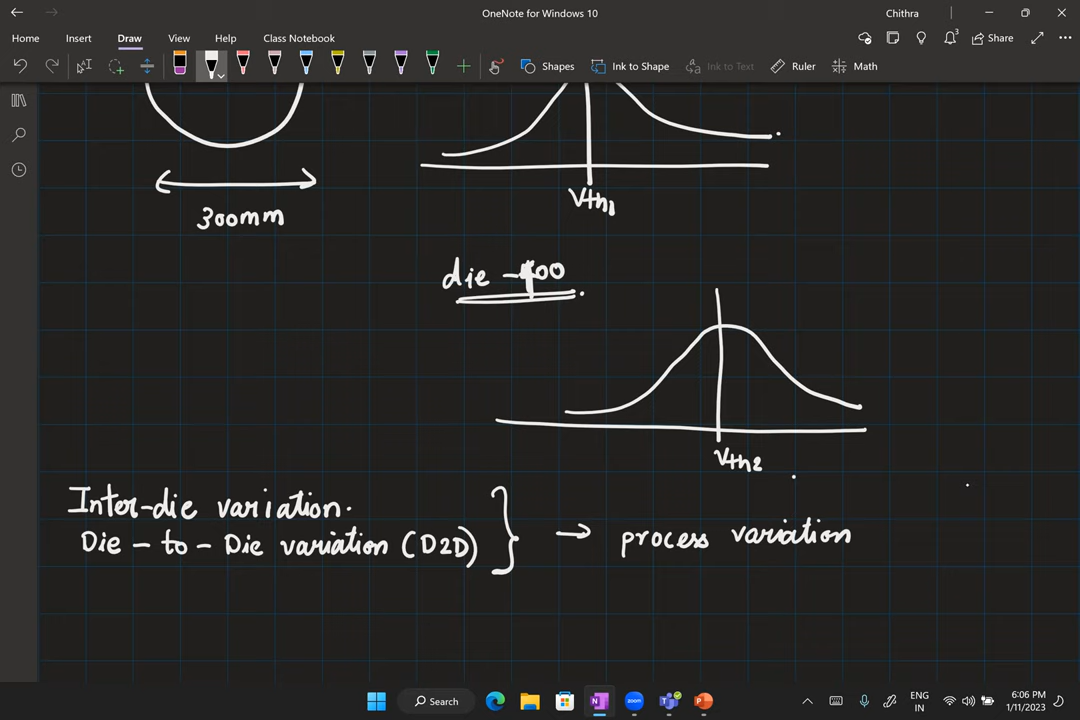 OneNote for Windows 10
Chithra
Home Insert Draw View Help Class Notebook
Share
Shapes Ink to Shape Ink to Text Ruler Math
300mm
Vth1
die - 400
Vth2
Inter-die variation.
Die - to - Die variation (D2D)
→ process variation
Search
zoom
ENG
IN
6:06 PM
1/11/2023